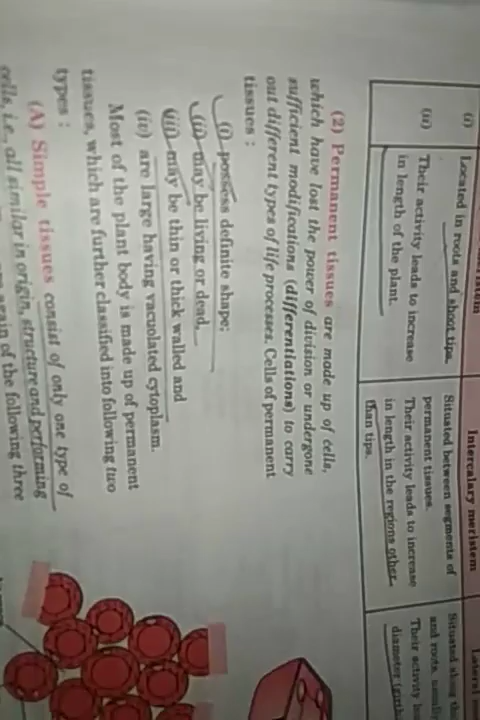 Intercalary meristem
(i) Located in roots and shoot tips.
(ii) Their activity leads to increase
in length of the plant.
Situated between segments of
permanent tissues.
Their activity leads to increase
in length in the regions other
than tips.
and roots,
Their activity
diameter
(2) Permanent tissues are made up of cells,
which have lost the power of division or undergone
sufficient modifications (differentiations) to carry
out different types of life processes. Cells of permanent
tissues :
(i) possess definite shape;
(ii) may be living or dead,
(iii) may be thin or thick walled and
(iv) are large having vacuolated cytoplasm.
Most of the plant body is made up of permanent
tissues, which are further classified into following two
types :
(A) Simple tissues consist of only one type of
cells, i.e., all similar in origin, structure and performing
again of the following three